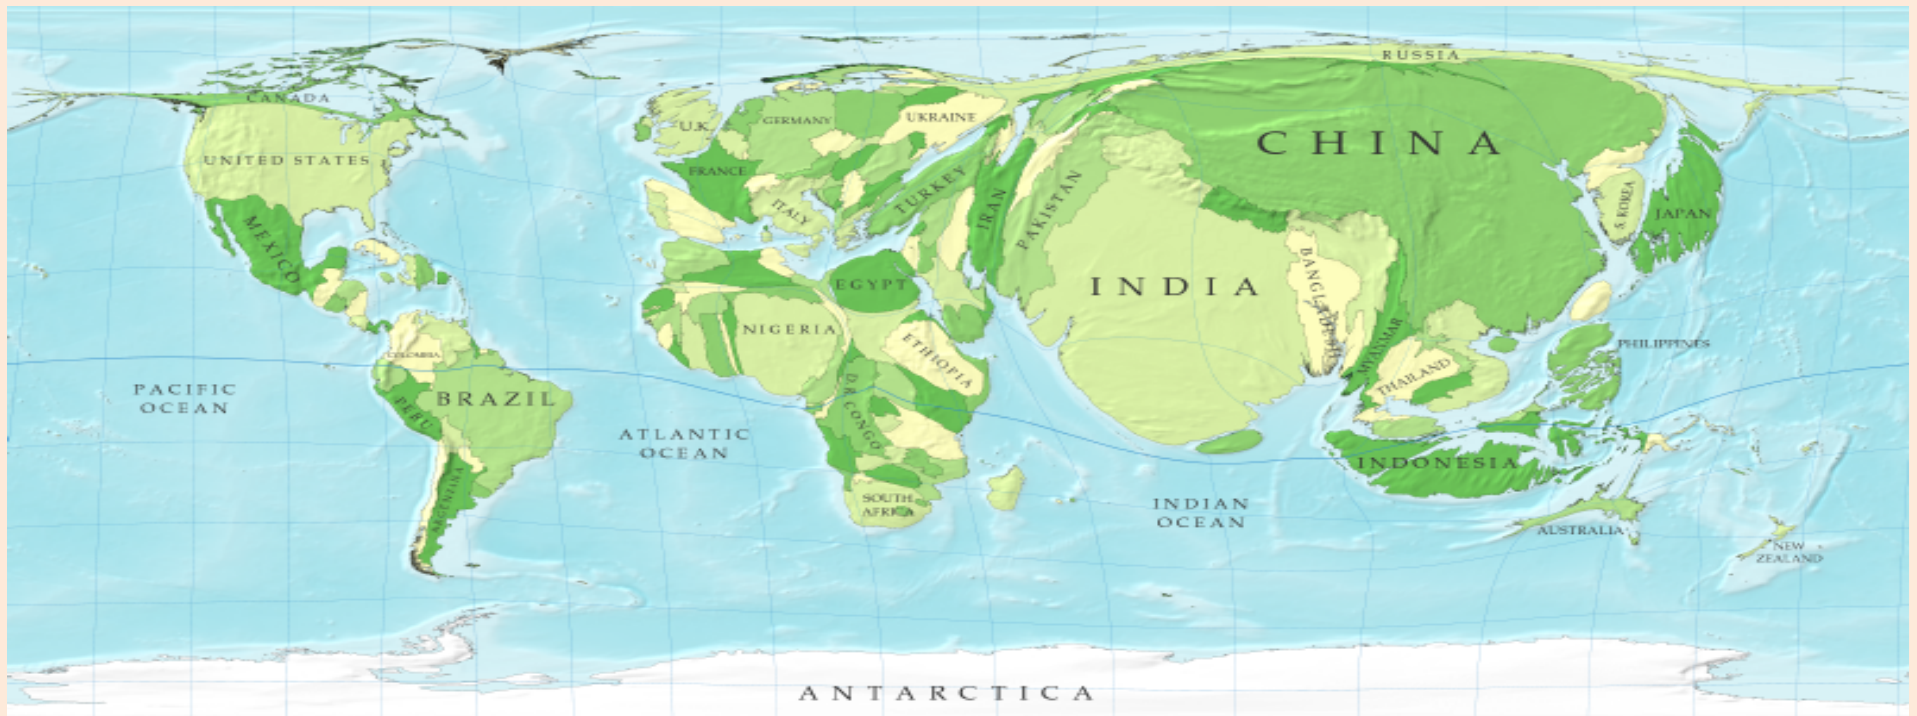 RUSSIA
CANADA
U.K.
GERMANY
UKRAINE
CHINA
UNITED STATES
FRANCE
TURKEY
IRAN
PAKISTAN
ITALY
S. KOREA
JAPAN
MEXICO
EGYPT
INDIA
BANGLADESH
NIGERIA
ETHIOPIA
MYANMAR
PHILIPPINES
COLOMBIA
THAILAND
PACIFIC
OCEAN
BRAZIL
PERU
D.R. CONGO
ATLANTIC
OCEAN
INDONESIA
ARGENTINA
SOUTH
AFRICA
INDIAN
OCEAN
AUSTRALIA
NEW
ZEALAND
ANTARCTICA